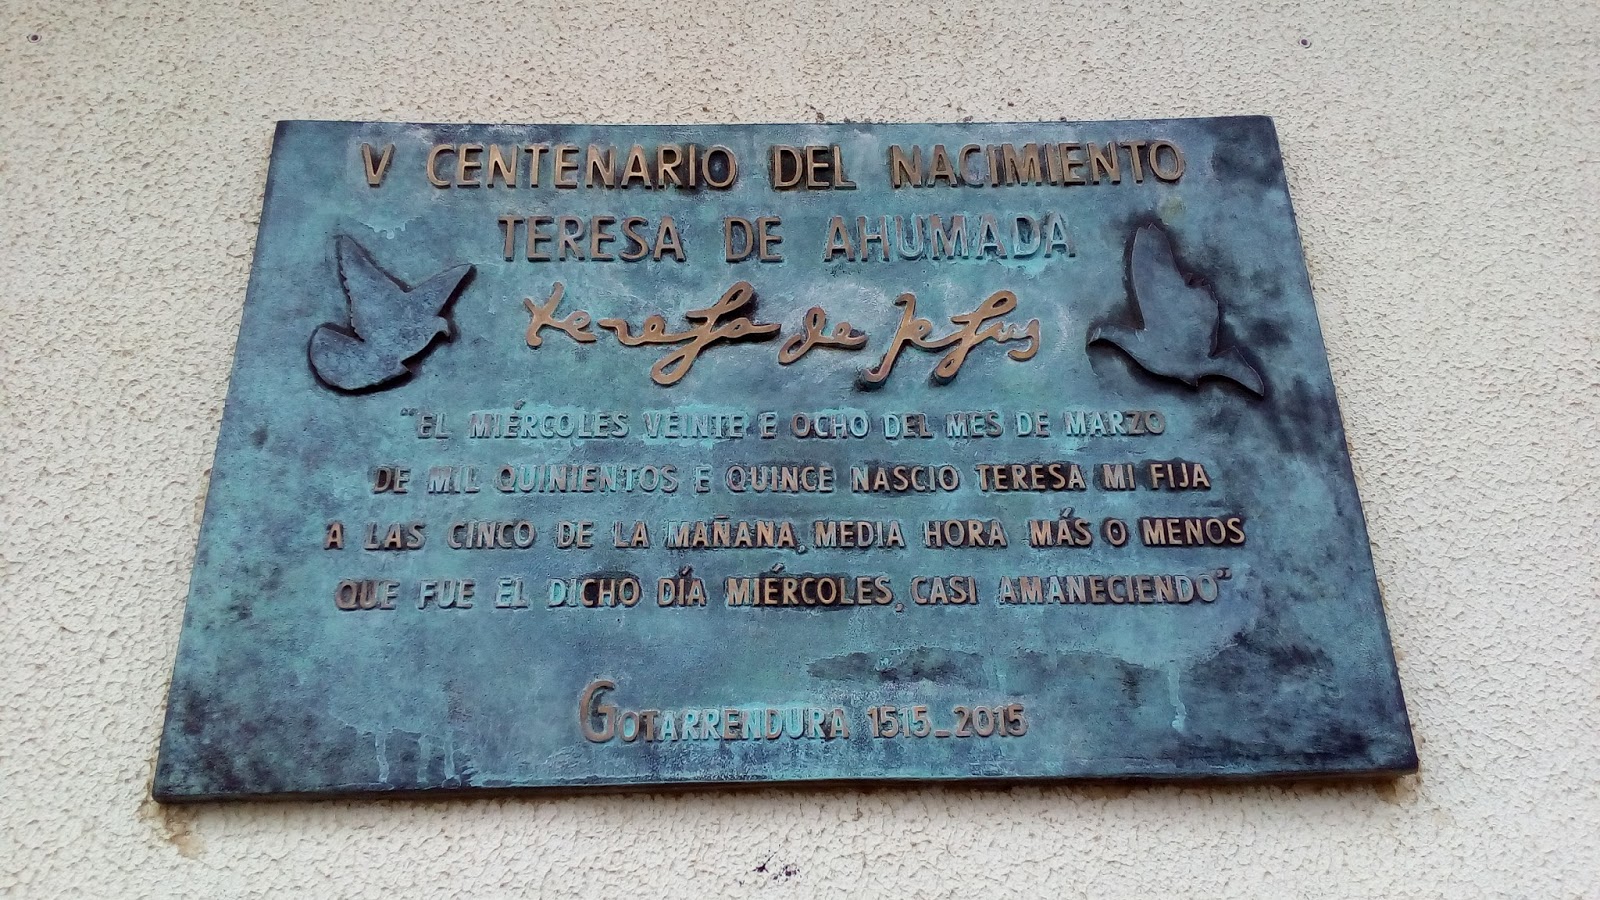 V CENTENARIO DEL NACIMIENTO
TERESA DE AHUMADA
teresa de Jesus
"EL MIÉRCOLES VEINTE E OCHO DEL MES DE MARZO
DE MIL QUINIENTOS E QUINCE NASCIO TERESA MI FIJA
A LAS CINCO DE LA MAÑANA, MEDIA HORA MÁS O MENOS
QUE FUE EL DICHO DÍA MIÉRCOLES, CASI AMANECIENDO"
GOTARRENDURA 1515_2015